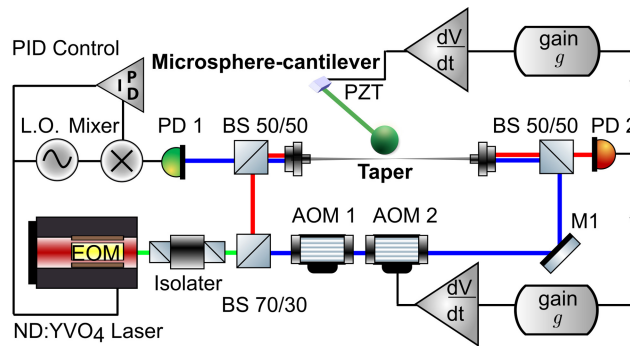 PID Control
Microsphere-cantilever
dV
dt
gain
g
I P D
PZT
L.O. Mixer
PD 1
BS 50/50
BS 50/50
PD 2
Taper
AOM 1
AOM 2
M1
EOM
Isolater
BS 70/30
dV
dt
gain
g
ND:YVO4 Laser